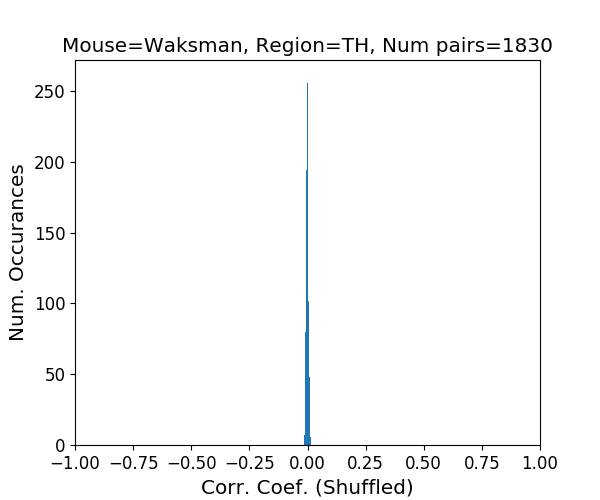 Mouse=Waksman, Region=TH, Num pairs=1830
Num. Occurances
250
200
150
100
50
0
−1.00 −0.75 −0.50 −0.25 0.00 0.25 0.50 0.75 1.00
Corr. Coef. (Shuffled)